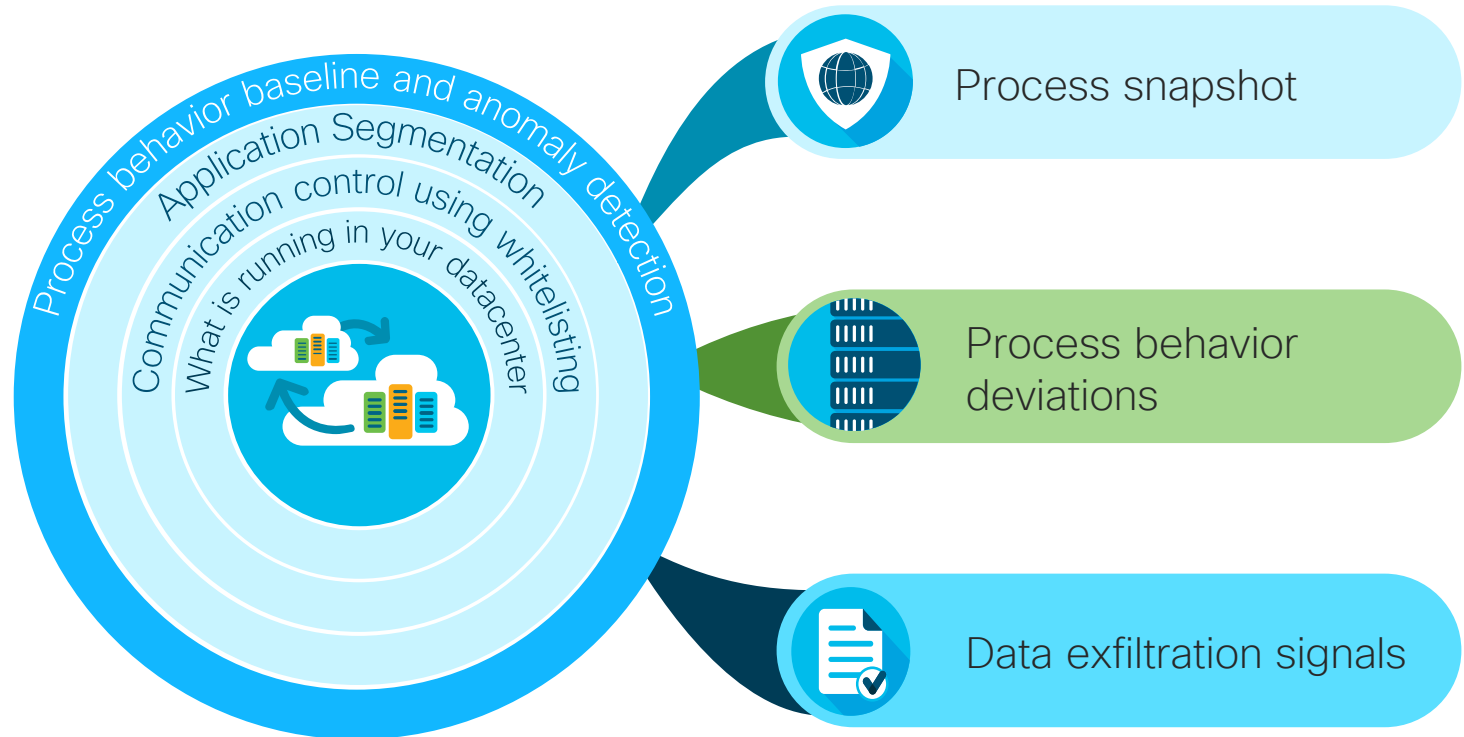 Process behavior baseline and anomaly detection
Application Segmentation
Communication control using whitelisting
What is running in your datacenter
Process snapshot
Process behavior
deviations
Data exfiltration signals